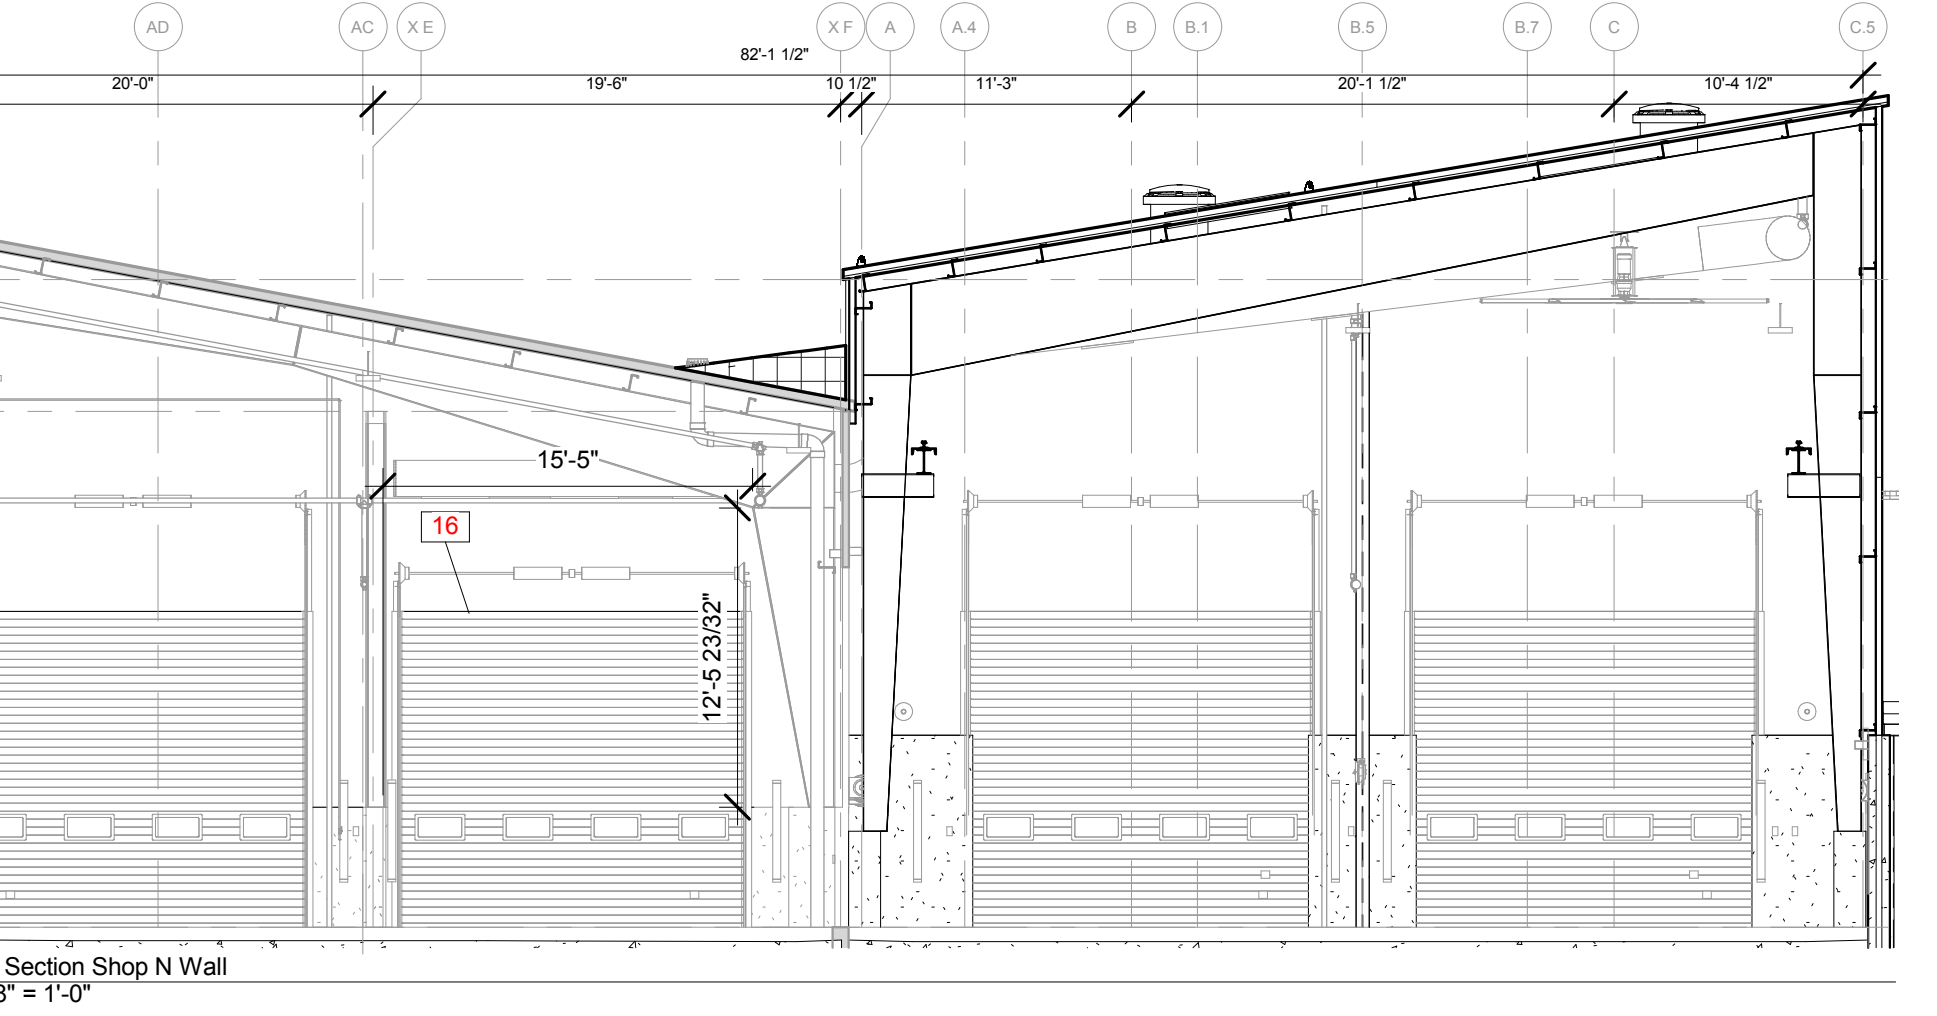 AD
AC
X E
X F
A
A.4
B
B.1
B.5
B.7
C
C.5
82'-1 1/2"
20'-0"
19'-6"
10 1/2"
11'-3"
20'-1 1/2"
10'-4 1/2"
15'-5"
16
12'-5 23/32"
Section Shop N Wall
3" = 1'-0"